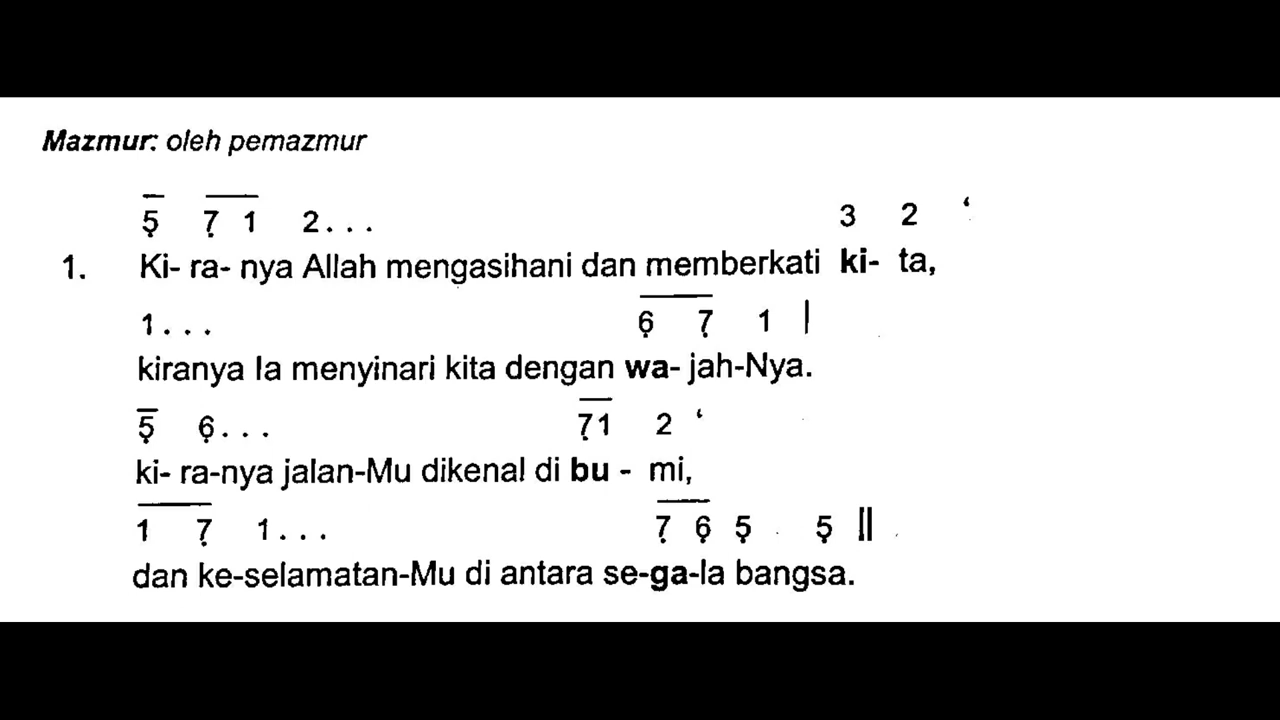 Mazmur: oleh pemazmur
5̣ 7̣ 1 2... 3 2 ‘
1. Ki- ra- nya Allah mengasihani dan memberkati ki- ta,
1... 6̣ 7̣ 1 |
kiranya Ia menyinari kita dengan wa- jah-Nya.
5̣ 6̣... 7̣1 2 ‘
ki- ra-nya jalan-Mu dikenal di bu - mi,
1 7̣ 1... 7̣ 6̣ 5̣ 5̣ ||
dan ke-selamatan-Mu di antara se-ga-la bangsa.